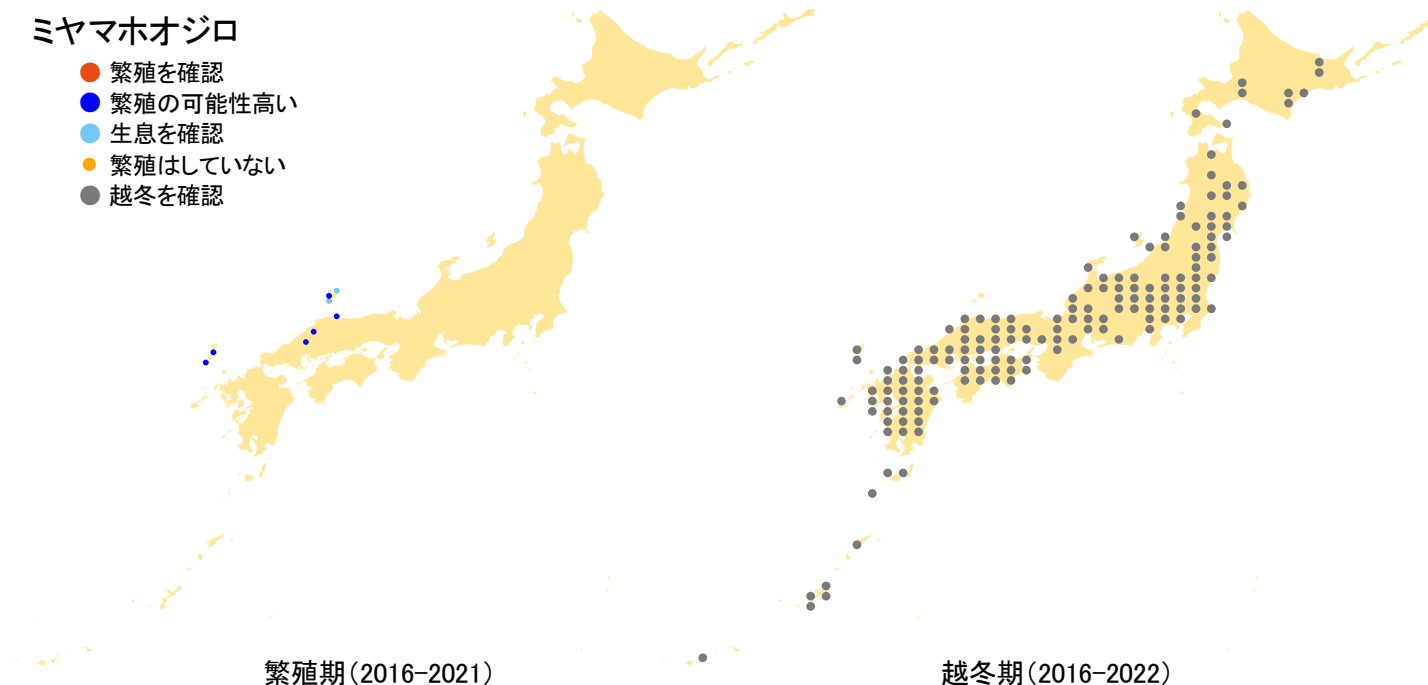 ミヤマホオジロ
繁殖を確認
繁殖の可能性高い
生息を確認
繁殖はしていない
越冬を確認
繁殖期(2016-2021)
越冬期(2016-2022)